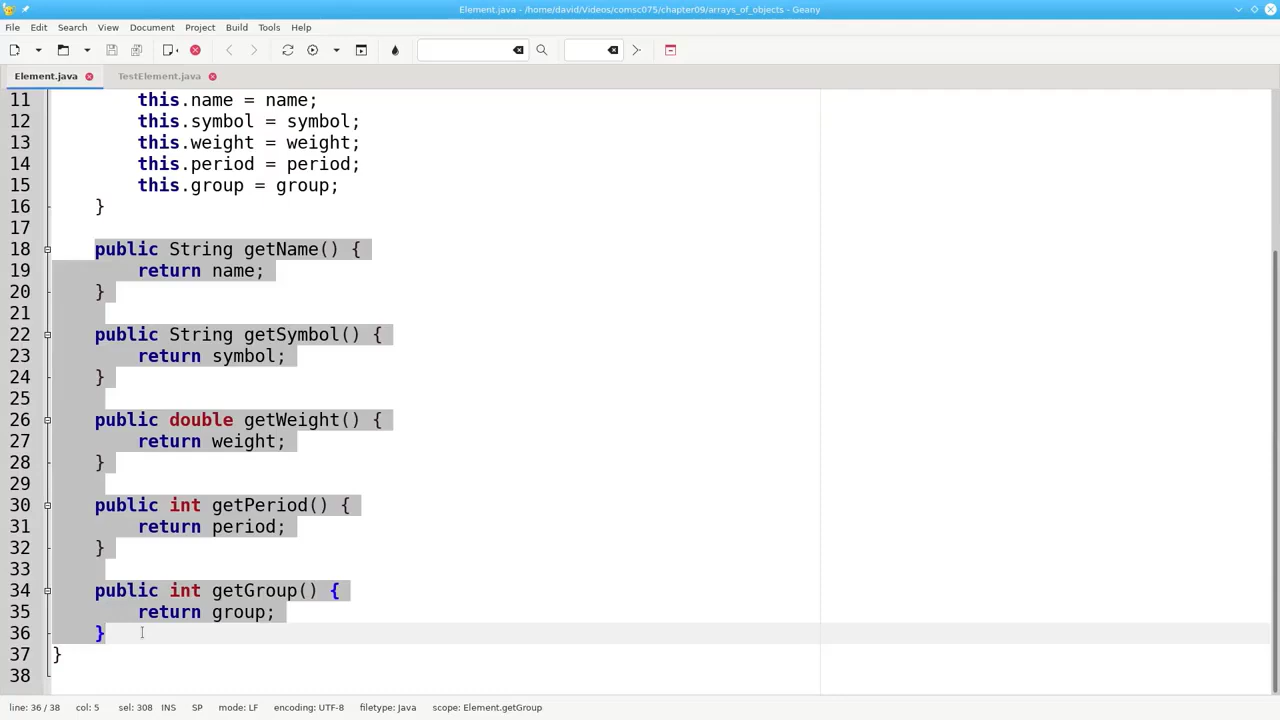 Element.java - /home/david/Videos/comsc075/chapter09/arrays_of_objects - Geany
File Edit Search View Document Project Build Tools Help
Element.java TestElement.java
11 this.name = name;
12 this.symbol = symbol;
13 this.weight = weight;
14 this.period = period;
15 this.group = group;
16 }
17
18 public String getName() {
19 return name;
20 }
21
22 public String getSymbol() {
23 return symbol;
24 }
25
26 public double getWeight() {
27 return weight;
28 }
29
30 public int getPeriod() {
31 return period;
32 }
33
34 public int getGroup() {
35 return group;
36 }
37 }
38
line: 36 / 38 col: 5 sel: 308 INS SP mode: LF encoding: UTF-8 filetype: Java scope: Element.getGroup